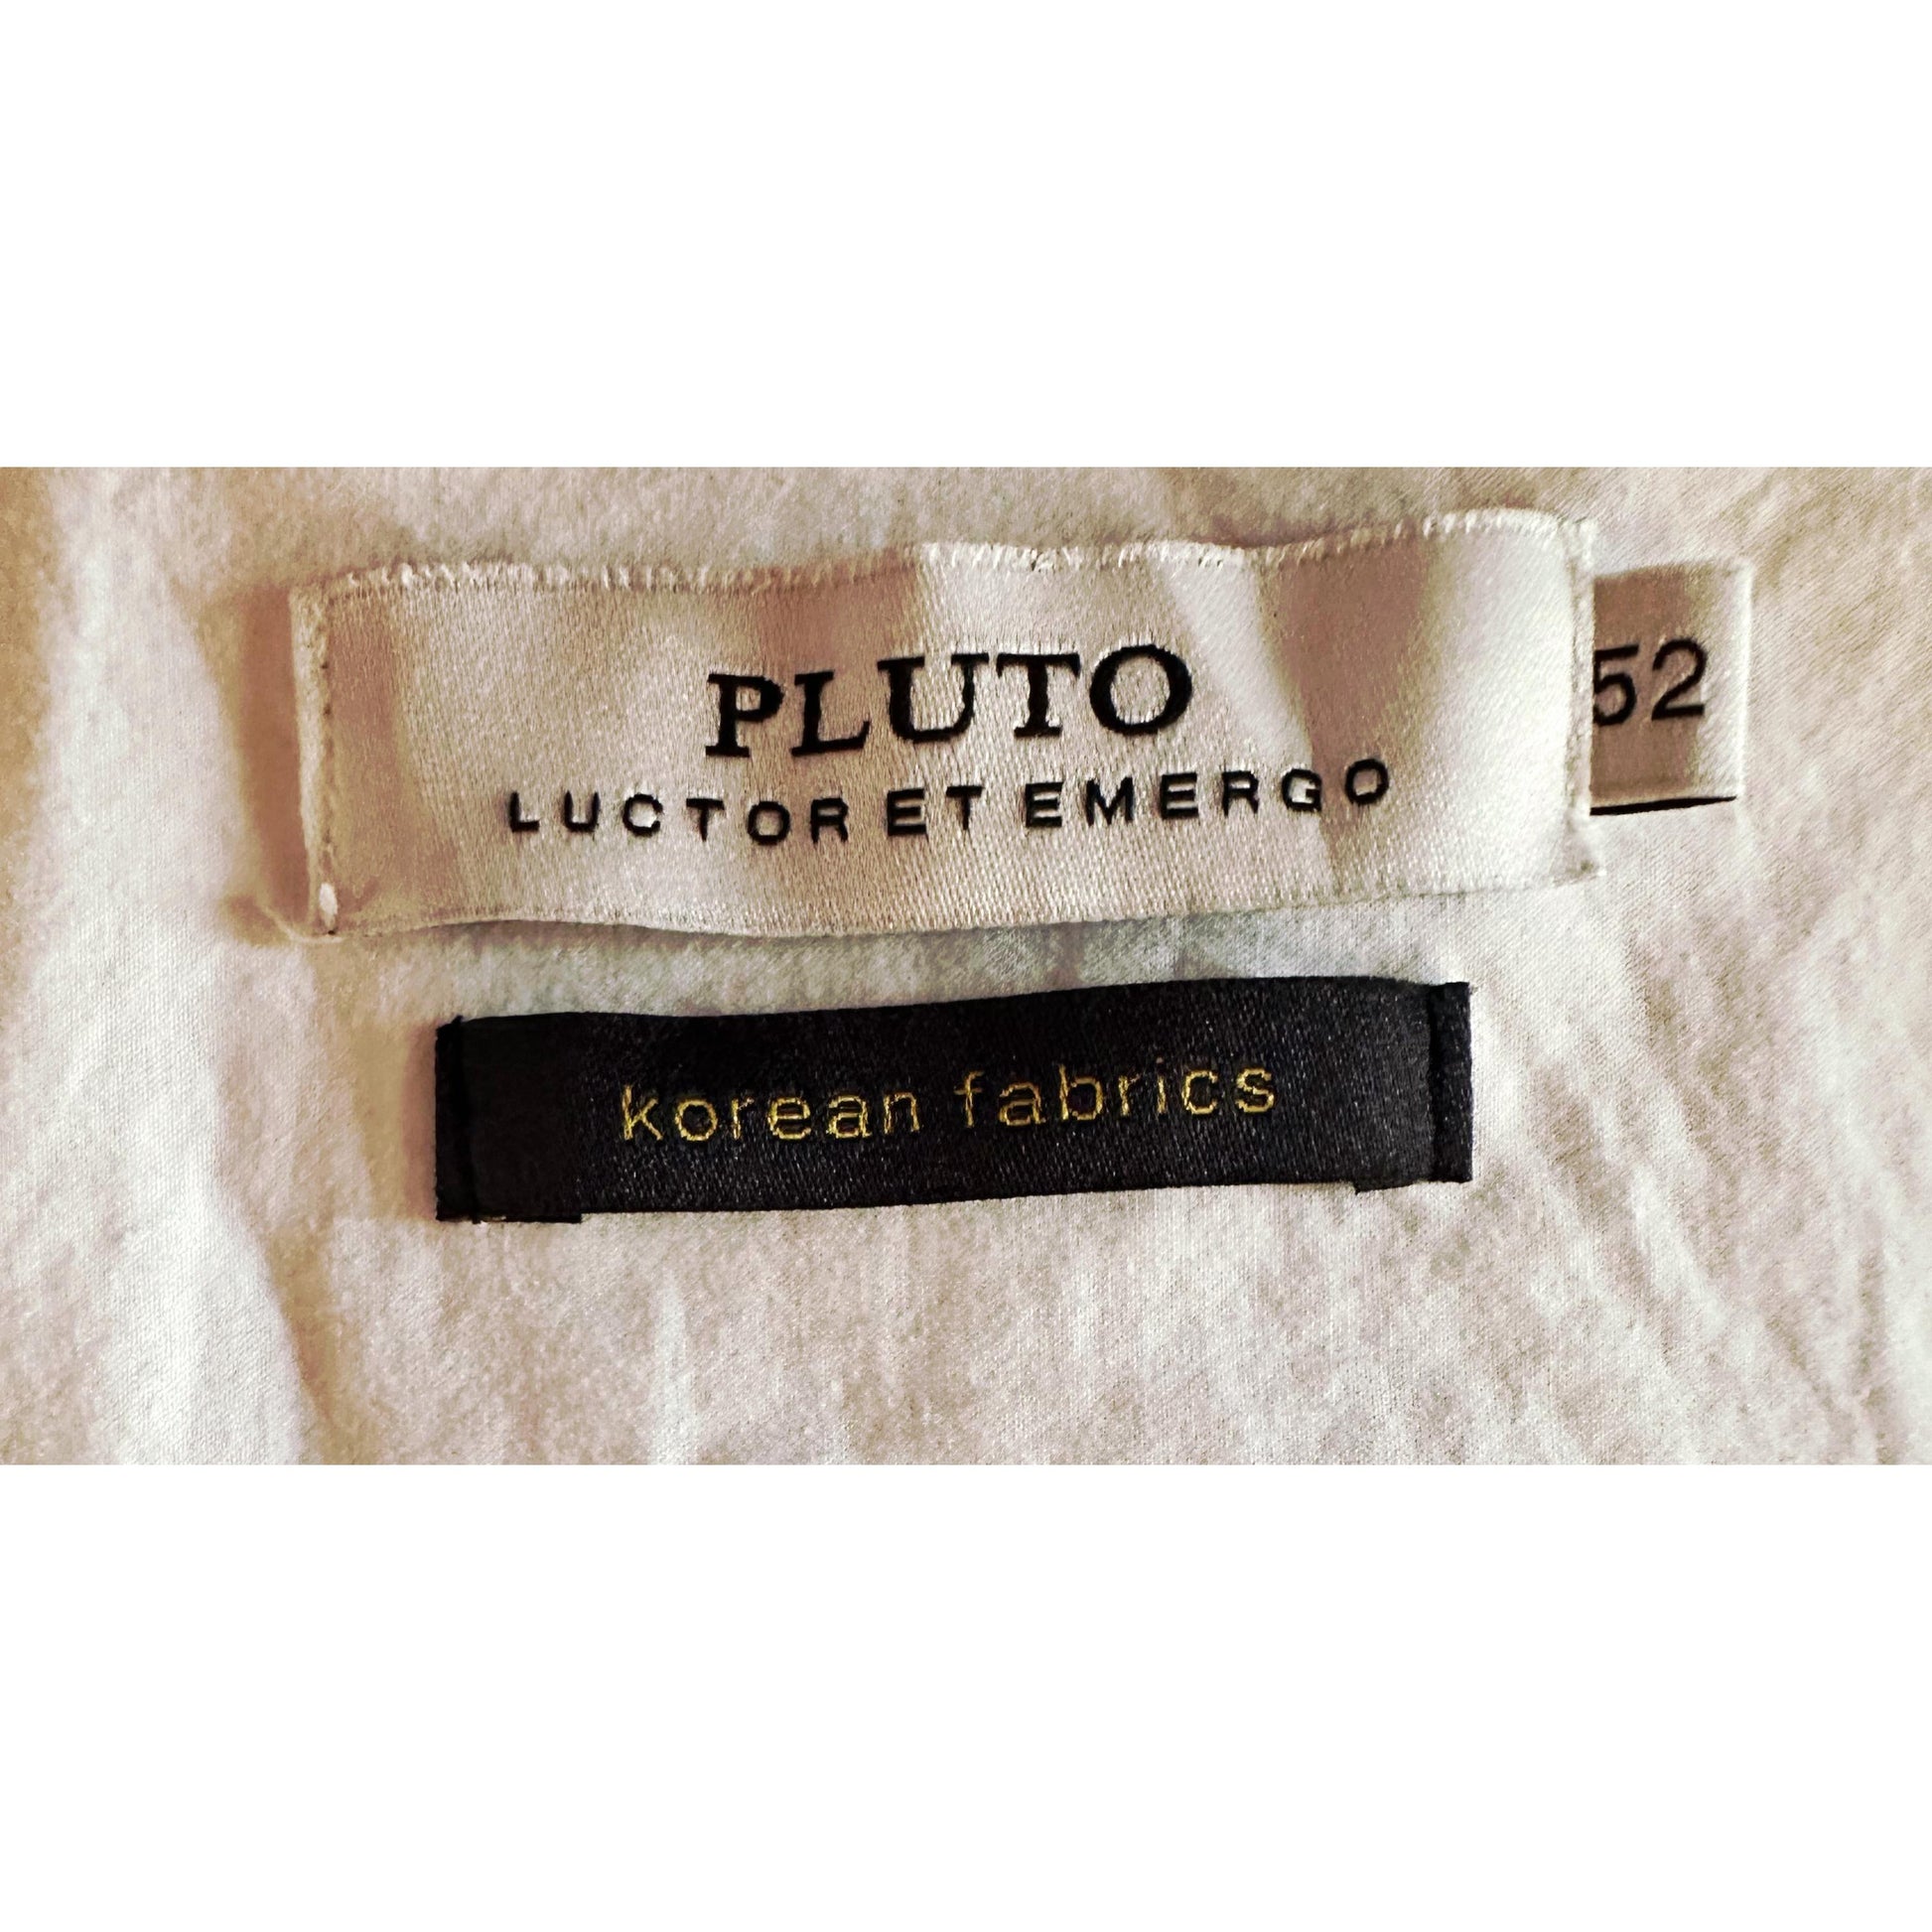 PLUTO
LUCTOR ET EMERGO
52
korean fabrics